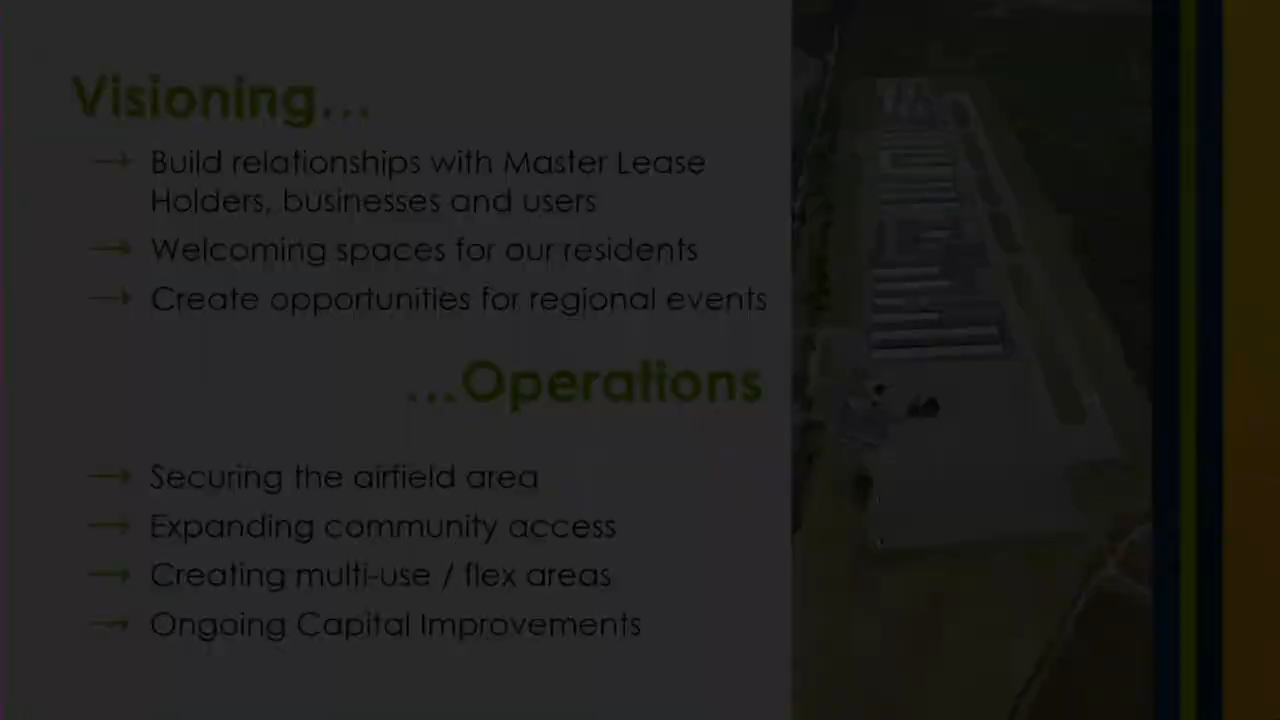 Visioning...
→ Build relationships with Master Lease
Holders, businesses and users
→ Welcoming spaces for our residents
→ Create opportunities for regional events
...Operations
→ Securing the airfield area
→ Expanding community access
→ Creating multi-use / flex areas
→ Ongoing Capital Improvements